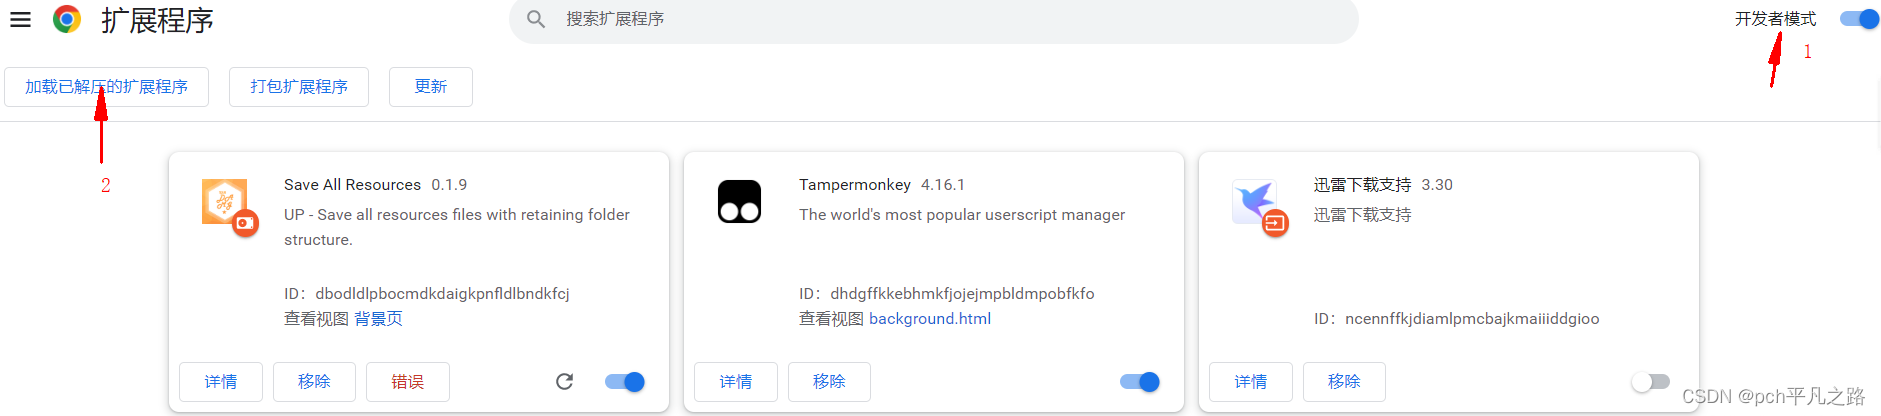 扩展程序
搜索扩展程序
开发者模式
1
加载已解压的扩展程序
打包扩展程序
更新
2
Save All Resources 0.1.9
UP - Save all resources files with retaining folder
structure.
ID：dbodldlpbocmdkdaigkpnfldlbndkfcj
查看视图 背景页
详情
移除
错误
Tampermonkey 4.16.1
The world's most popular userscript manager
ID：dhdgffkkebhmkfjojejmpbldmpobfkfo
查看视图 background.html
详情
移除
迅雷下载支持 3.30
迅雷下载支持
ID：ncennffkjdiamlpmcbajkmaiiiddgioo
详情
移除
CSDN @pch平凡之路